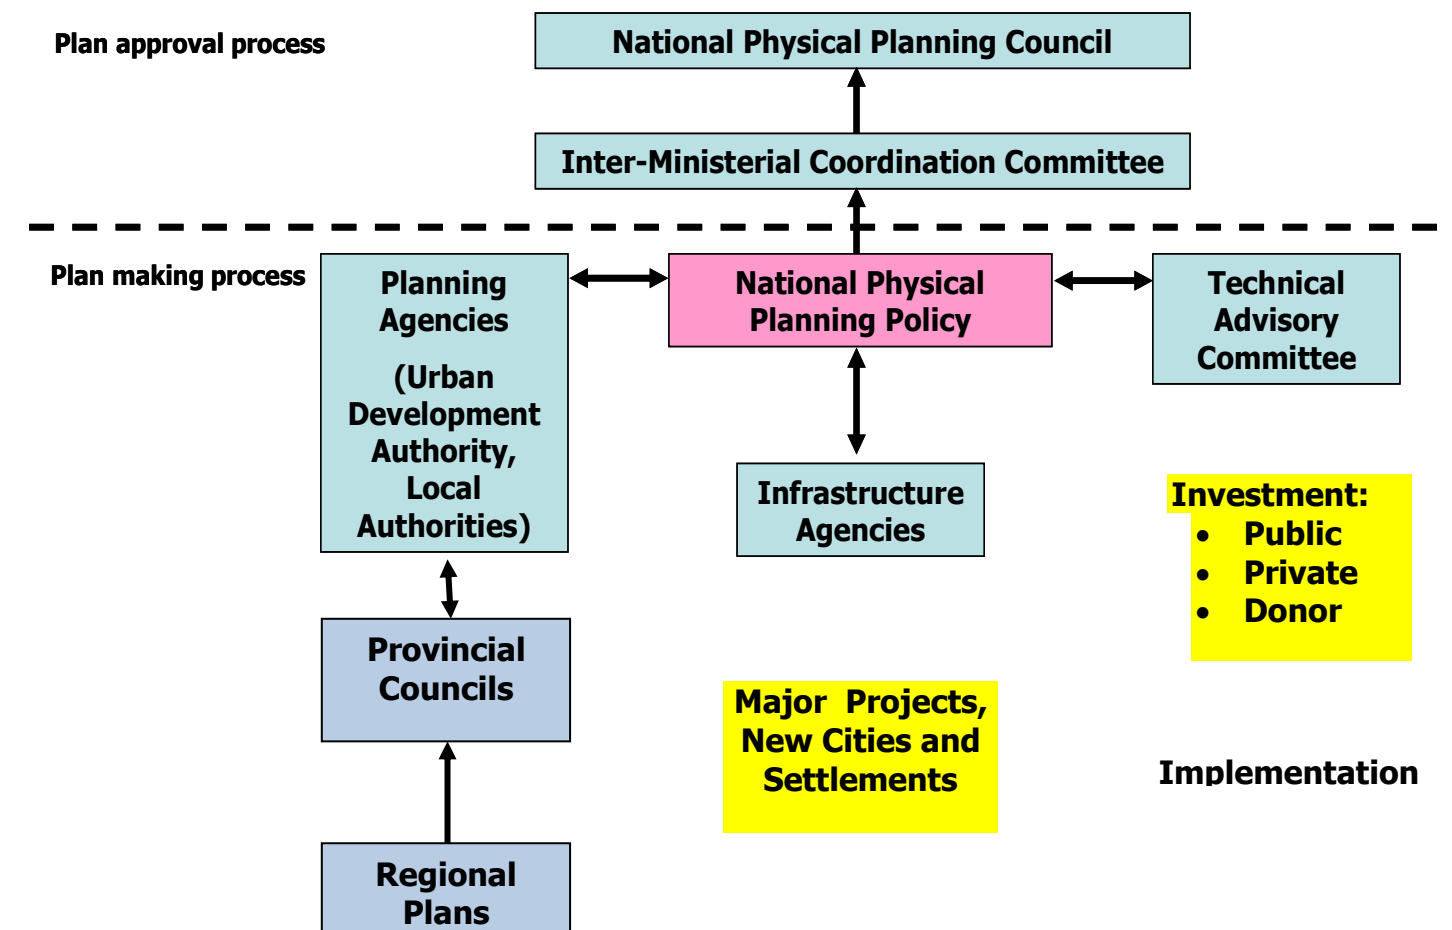 Plan approval process
National Physical Planning Council
Inter-Ministerial Coordination Committee
Plan making process
Planning
Agencies
(Urban
Development
Authority,
Local
Authorities)
National Physical
Planning Policy
Technical
Advisory
Committee
Infrastructure
Agencies
Investment:
• Public
• Private
• Donor
Provincial
Councils
Major Projects,
New Cities and
Settlements
Implementation
Regional
Plans